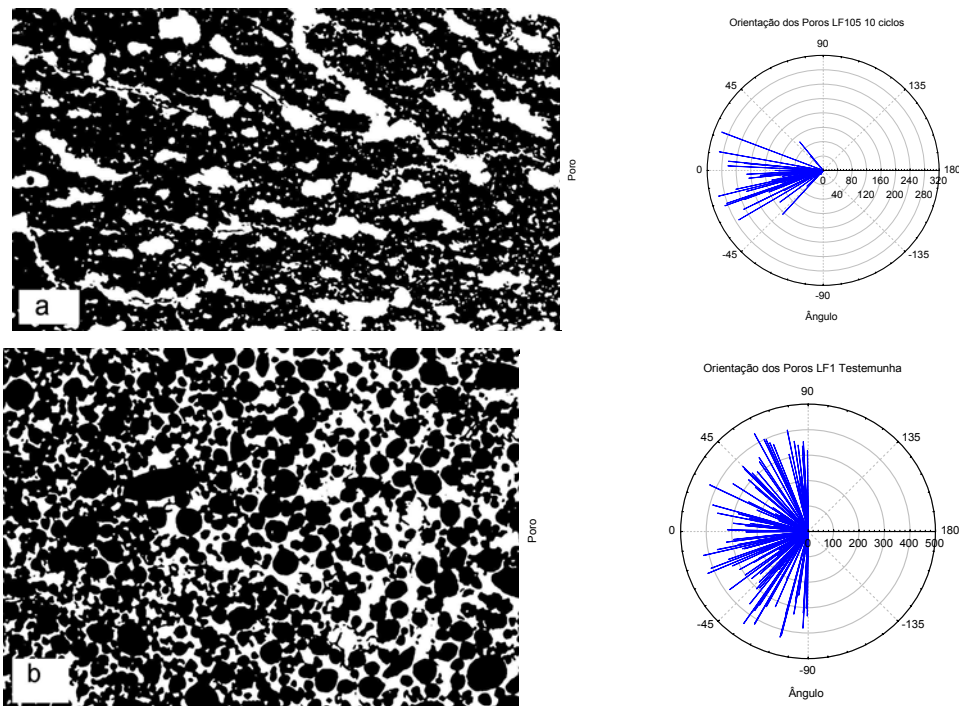 Orientação dos Poros LF105 10 ciclos
90
45
135
Poro
0
180
0 80 160 240 320
40 120 200 280
-45
-135
-90
Ângulo
a
Orientação dos Poros LF1 Testemunha
90
45
135
Poro
0
0 100 200 300 400 500
180
-45
-135
-90
Ângulo
b